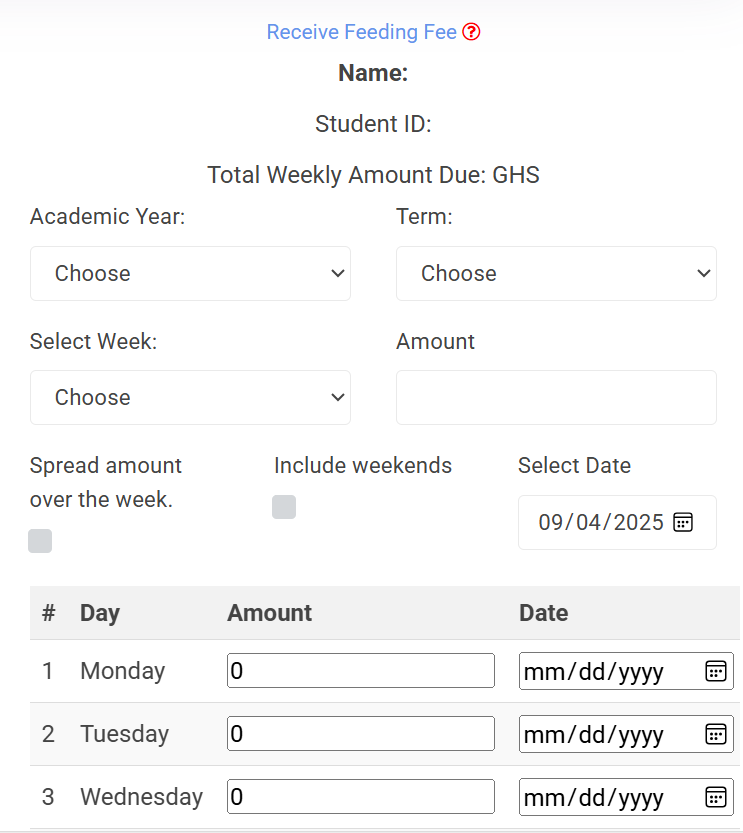 Receive Feeding Fee
Name:
Student ID:
Total Weekly Amount Due: GHS
Academic Year: Term:
Choose Choose
Select Week: Amount
Choose
Spread amount over the week. Include weekends Select Date
09/04/2025
# Day Amount Date
1 Monday 0 mm/dd/yyyy
2 Tuesday 0 mm/dd/yyyy
3 Wednesday 0 mm/dd/yyyy